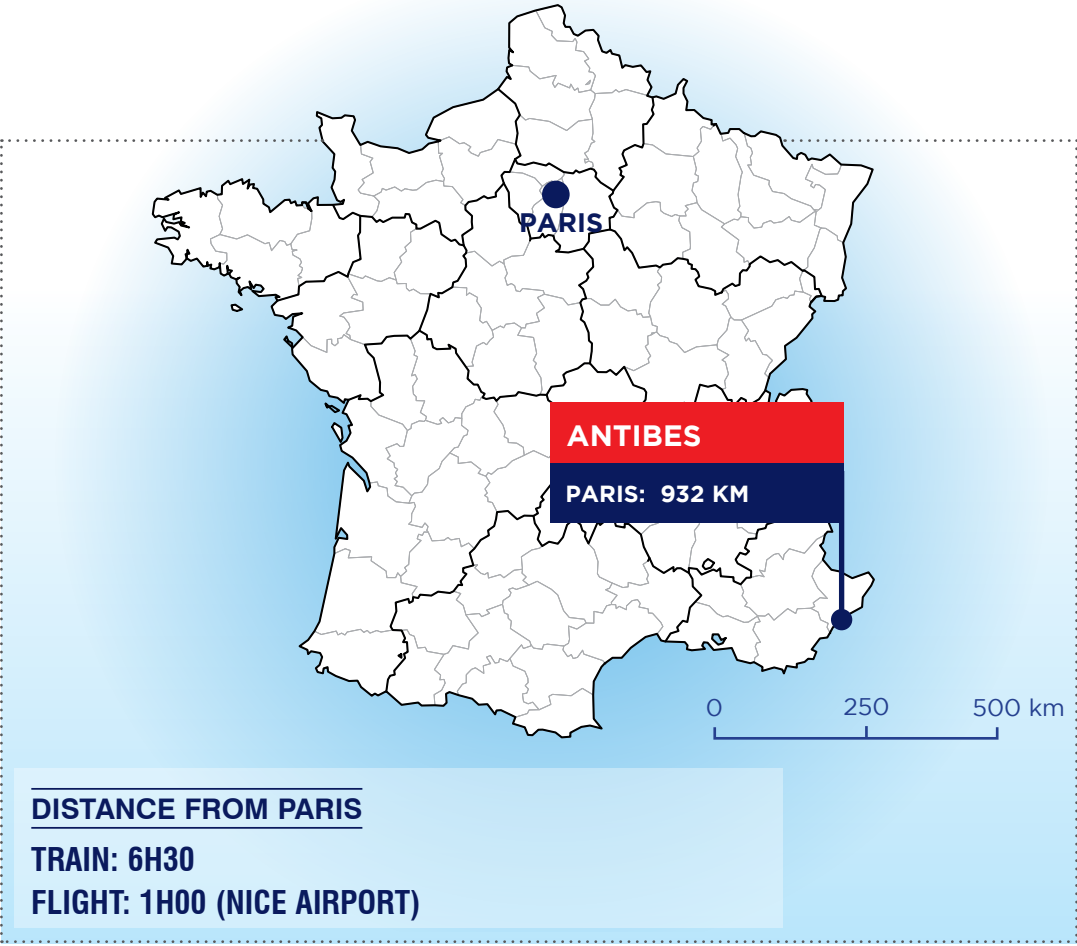 PARIS
ANTIBES
PARIS: 932 KM
0 250 500 km
DISTANCE FROM PARIS
TRAIN: 6H30
FLIGHT: 1H00 (NICE AIRPORT)